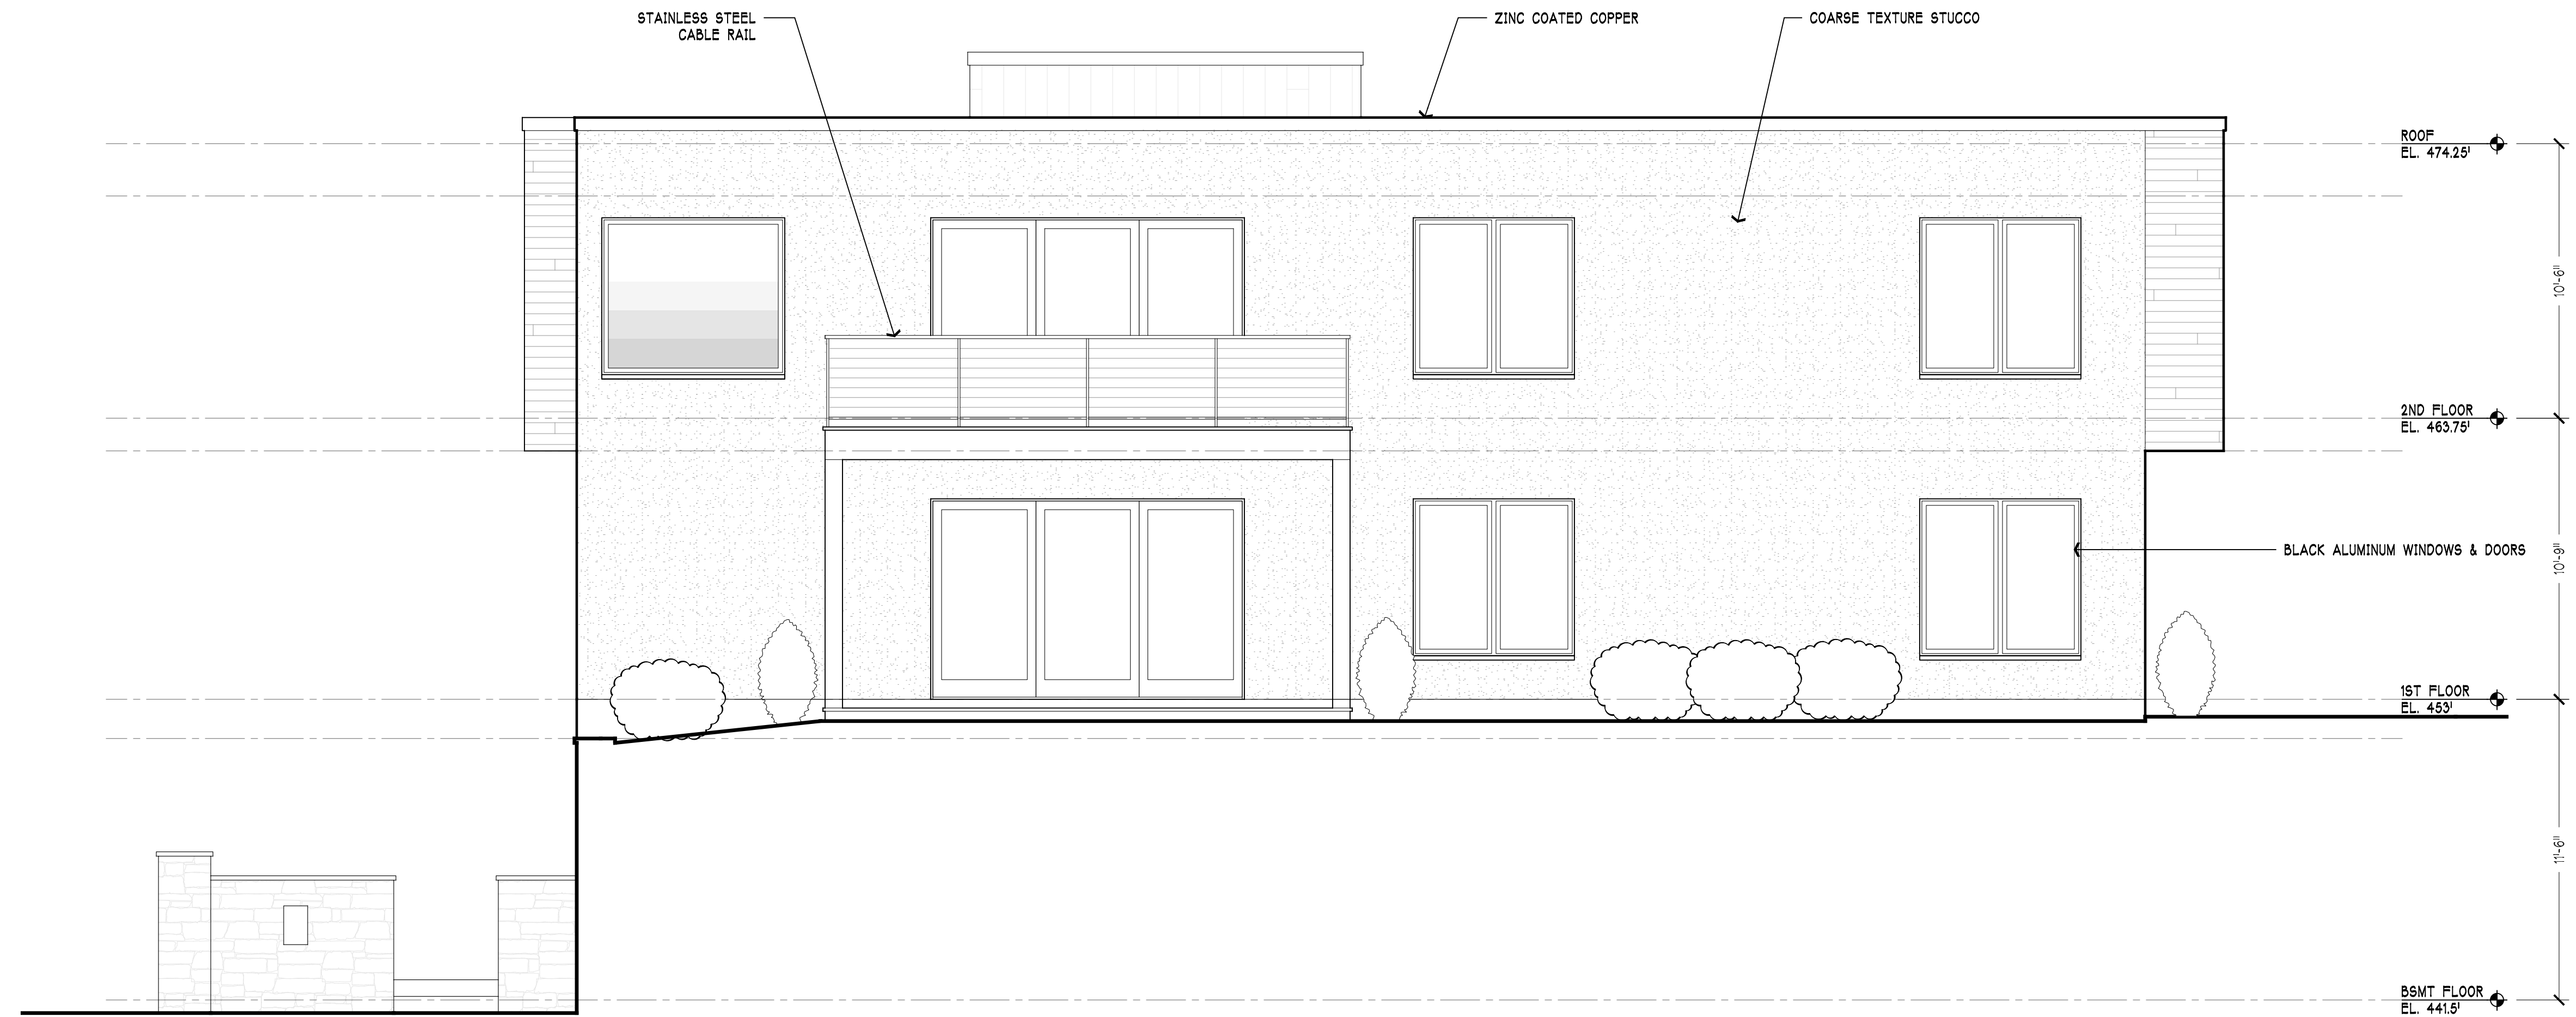 STAINLESS STEEL
CABLE RAIL
ZINC COATED COPPER
COARSE TEXTURE STUCCO
ROOF
EL. 474.25'
10'-6"
2ND FLOOR
EL. 463.75'
BLACK ALUMINUM WINDOWS & DOORS
10'-9"
1ST FLOOR
EL. 453'
11'-6"
BSMT FLOOR
EL. 441.5'